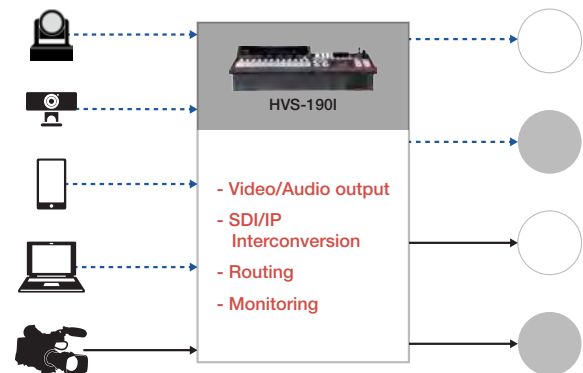 HVS-190I
- Video/Audio output
- SDI/IP
Interconversion
- Routing
- Monitoring